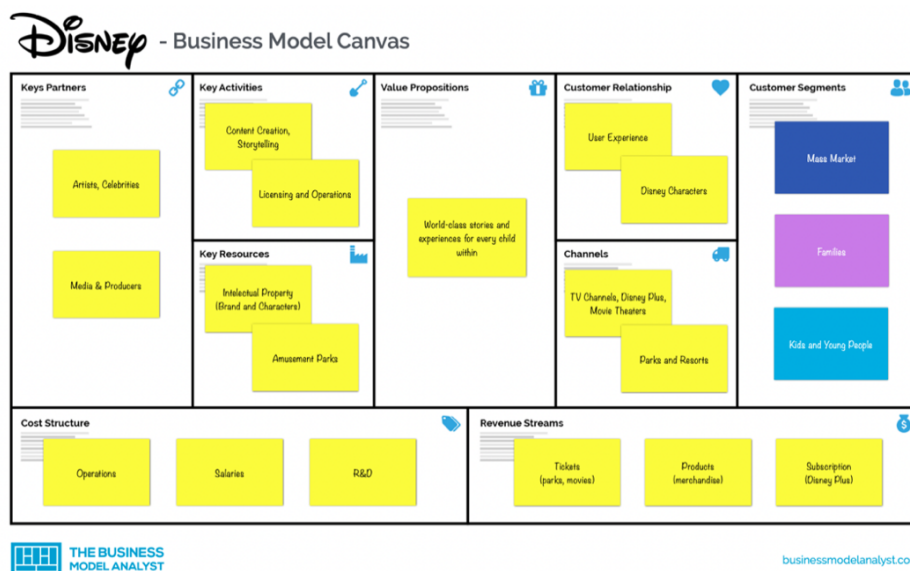 Disney - Business Model Canvas
Keys Partners
Artists, Celebrities
Media & Producers
Key Activities
Content Creation,
Storytelling
Licensing and Operations
Key Resources
Intelectual Property
(Brand and Characters)
Amusement Parks
Value Propositions
World-class stories and
experiences for every child
within
Customer Relationship
User Experience
Disney Characters
Channels
TV Channels, Disney Plus,
Movie Theaters
Parks and Resorts
Customer Segments
Mass Market
Families
Kids and Young People
Cost Structure
Operations
Salaries
R&D
Revenue Streams
Tickets
(parks, movies)
Products
(merchandise)
Subscription
(Disney Plus)
THE BUSINESS
MODEL ANALYST
businessmodelanalyst.co